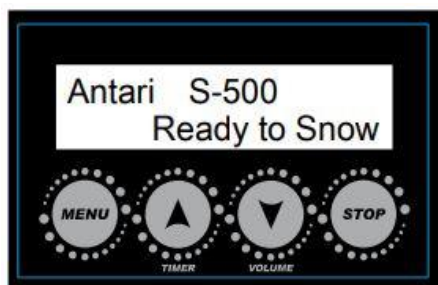 Antari S-500
Ready to Snow
MENU
STOP
TIMER
VOLUME